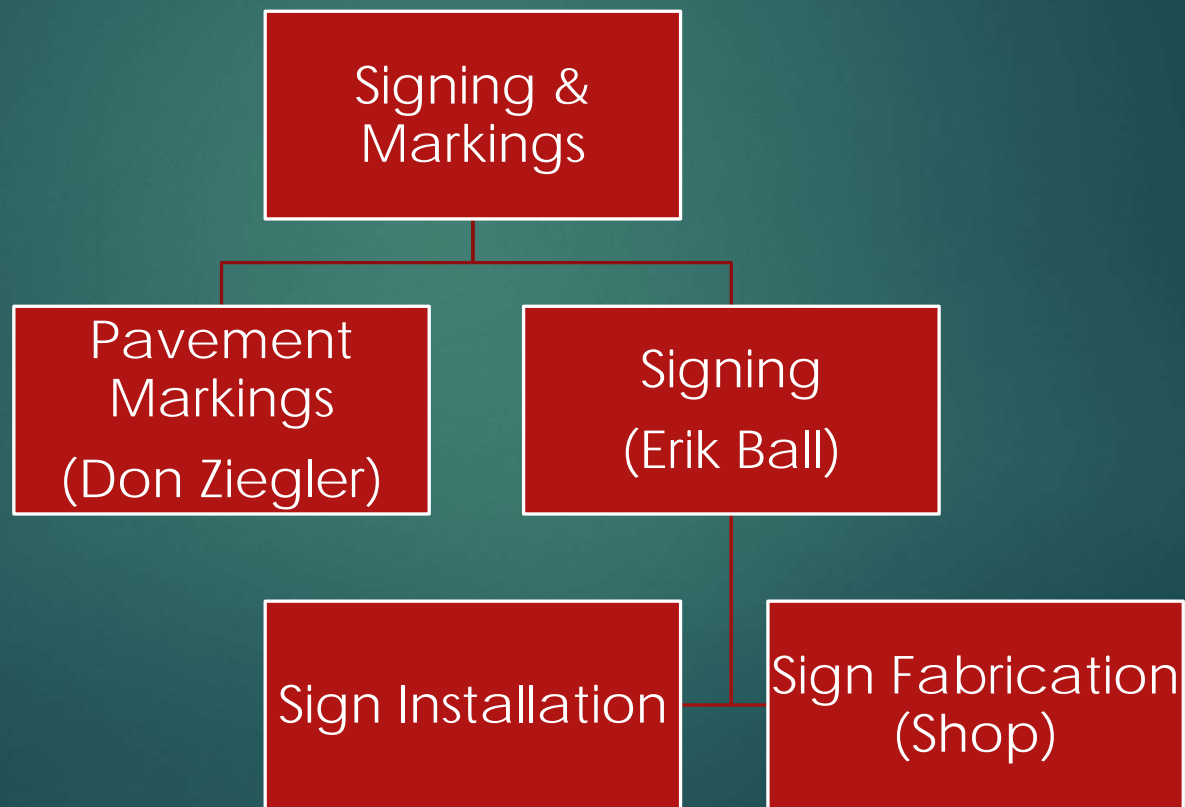 Signing &
Markings
Pavement
Markings
(Don Ziegler)
Signing
(Erik Ball)
Sign Installation
Sign Fabrication
(Shop)